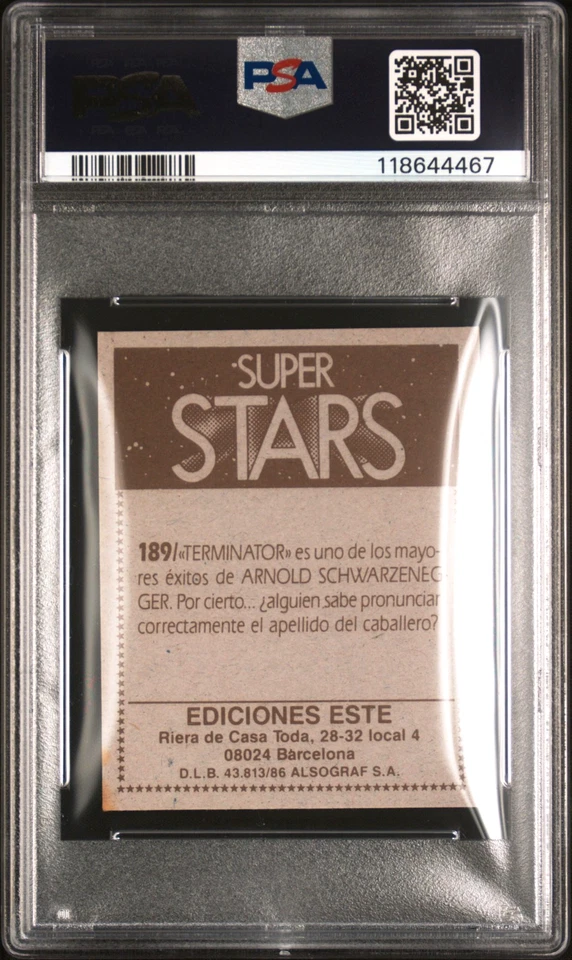 PSA
PSA
118644467
SUPER
STARS
189/«TERMINATOR» es uno de los mayo-
res éxitos de ARNOLD SCHWARZENEG-
GER. Por cierto... ¿alguien sabe pronunciar
correctamente el apellido del caballero?
EDICIONES ESTE
Riera de Casa Toda, 28-32 local 4
08024 Barcelona
D.L.B. 43.813/86 ALSOGRAF S.A.